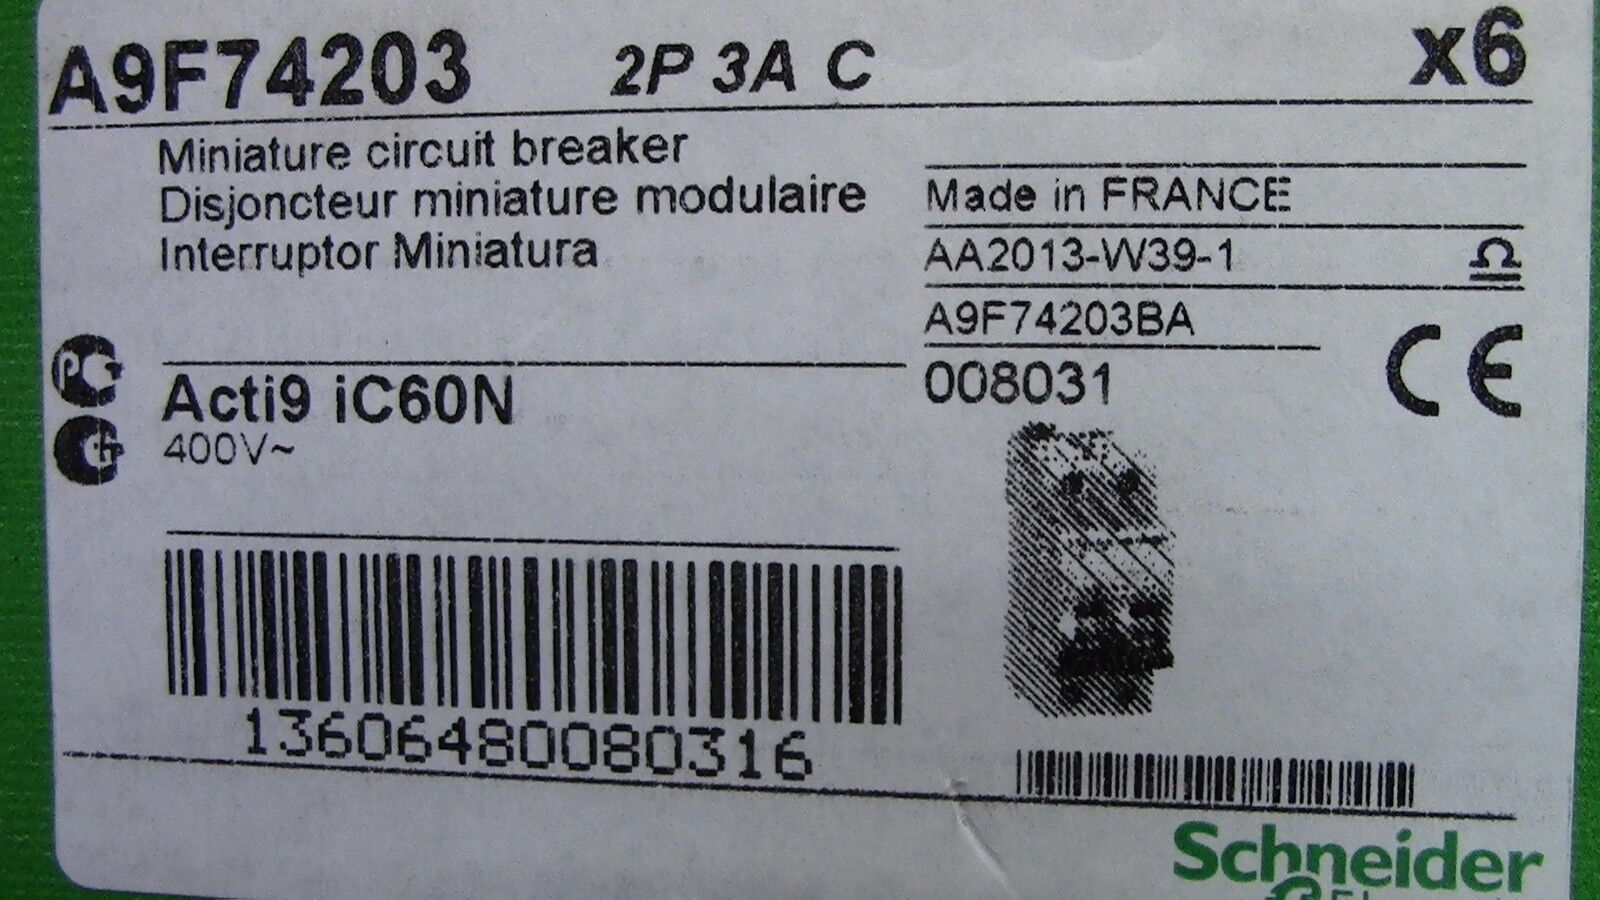 A9F74203 2P 3A C x6
Miniature circuit breaker
Disjoncteur miniature modulaire
Interruptor Miniatura
Made in FRANCE
AA2013-W39-1
A9F74203BA
008031
CE
Acti9 iC60N
400V~
13606480080316
Schneider